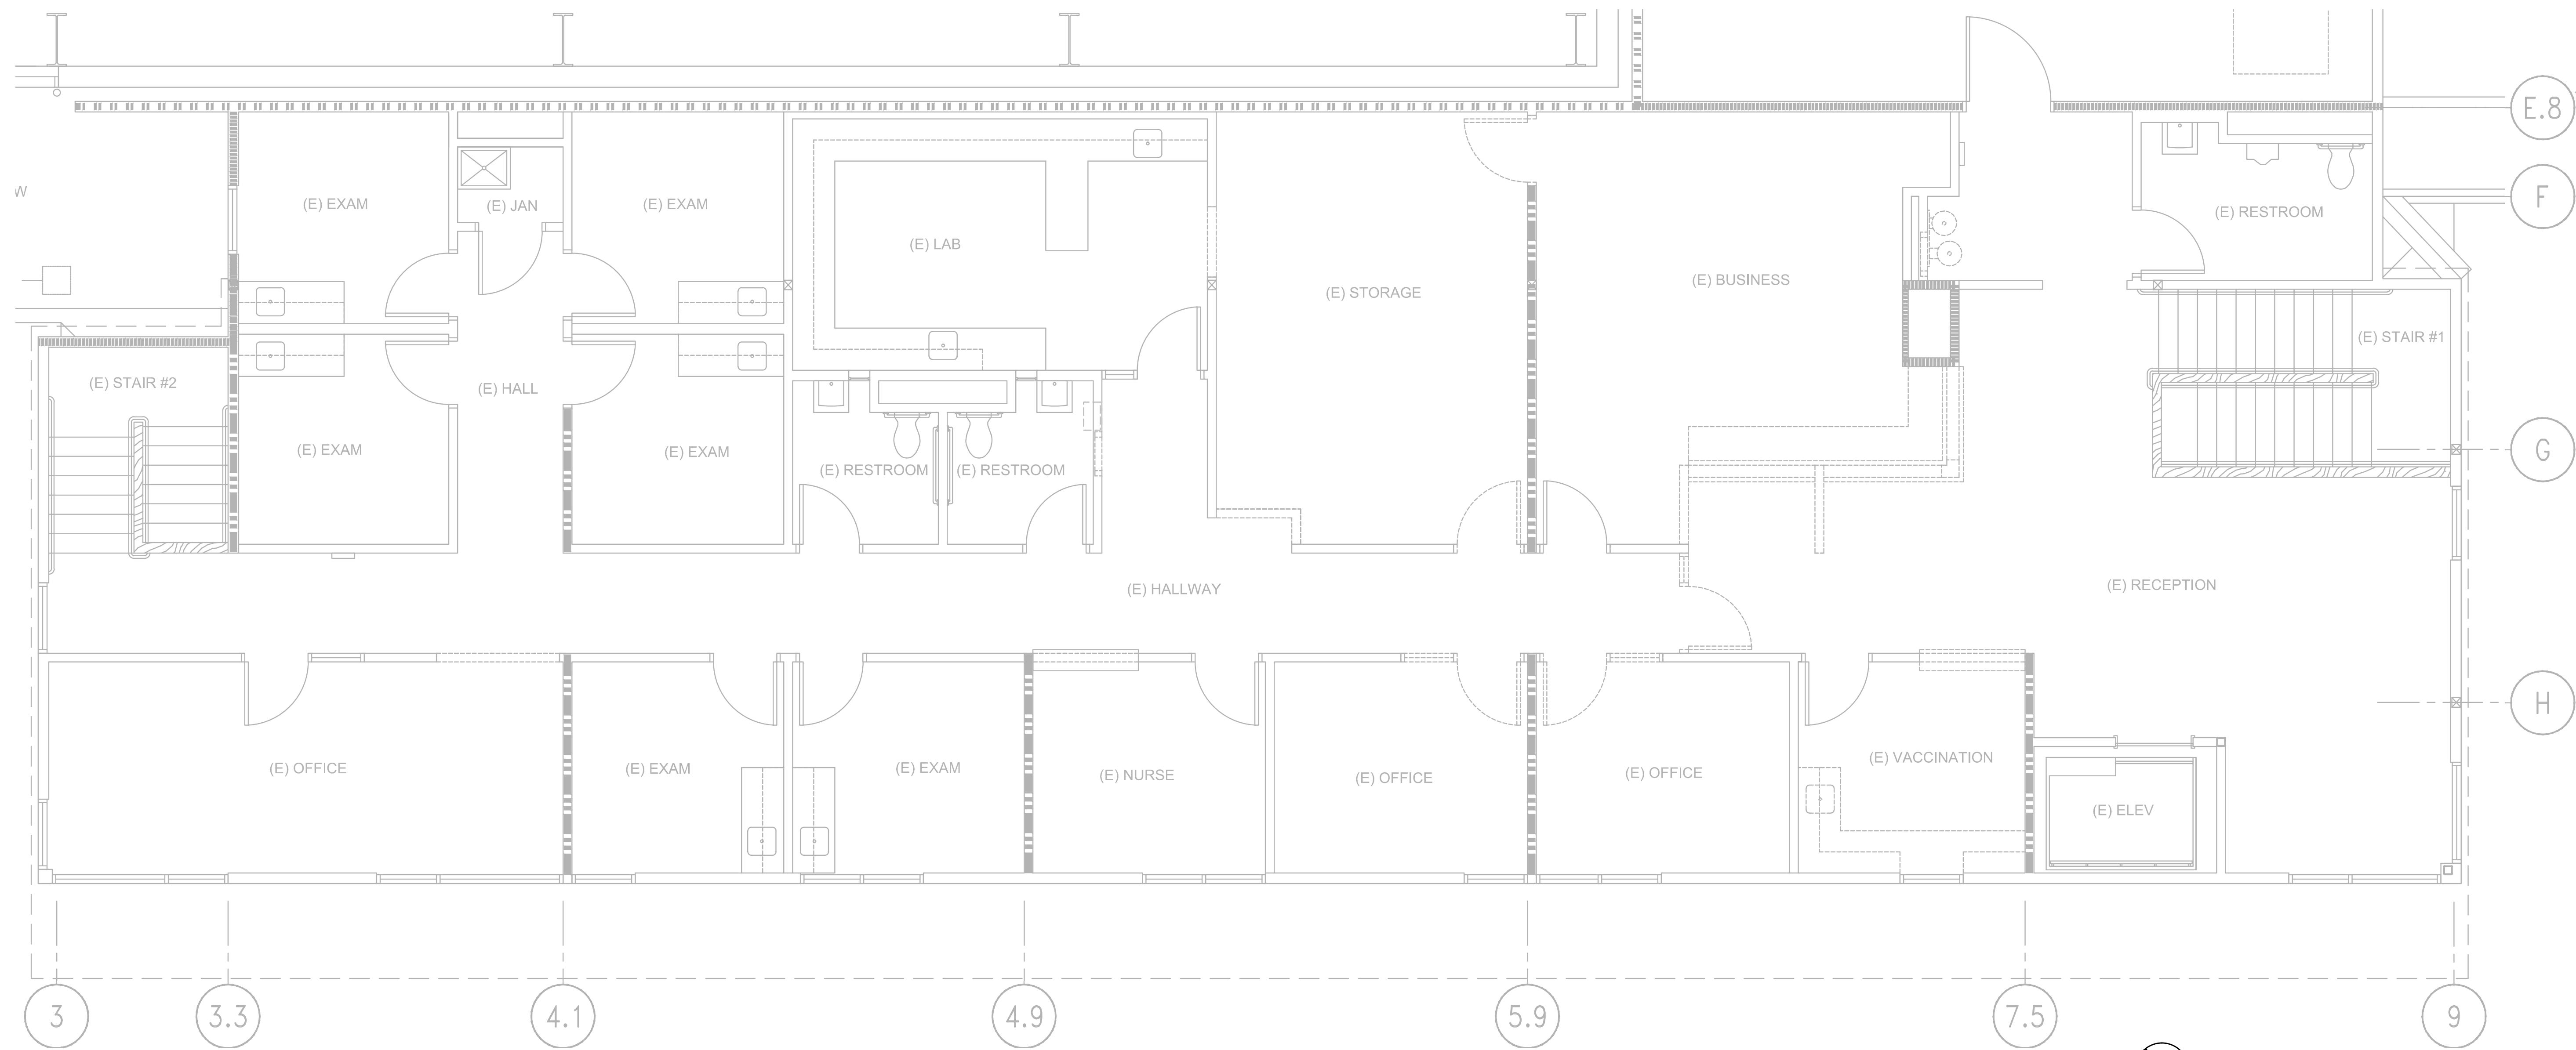 E.8
W
F
(E) EXAM
(E) JAN
(E) EXAM
(E) RESTROOM
(E) LAB
(E) BUSINESS
(E) STORAGE
(E) STAIR #1
(E) STAIR #2
(E) HALL
(E) EXAM
(E) EXAM
G
(E) RESTROOM
(E) RESTROOM
(E) HALLWAY
(E) RECEPTION
H
(E) OFFICE
(E) EXAM
(E) EXAM
(E) NURSE
(E) OFFICE
(E) OFFICE
(E) VACCINATION
(E) ELEV
3
3.3
4.1
4.9
5.9
7.5
9